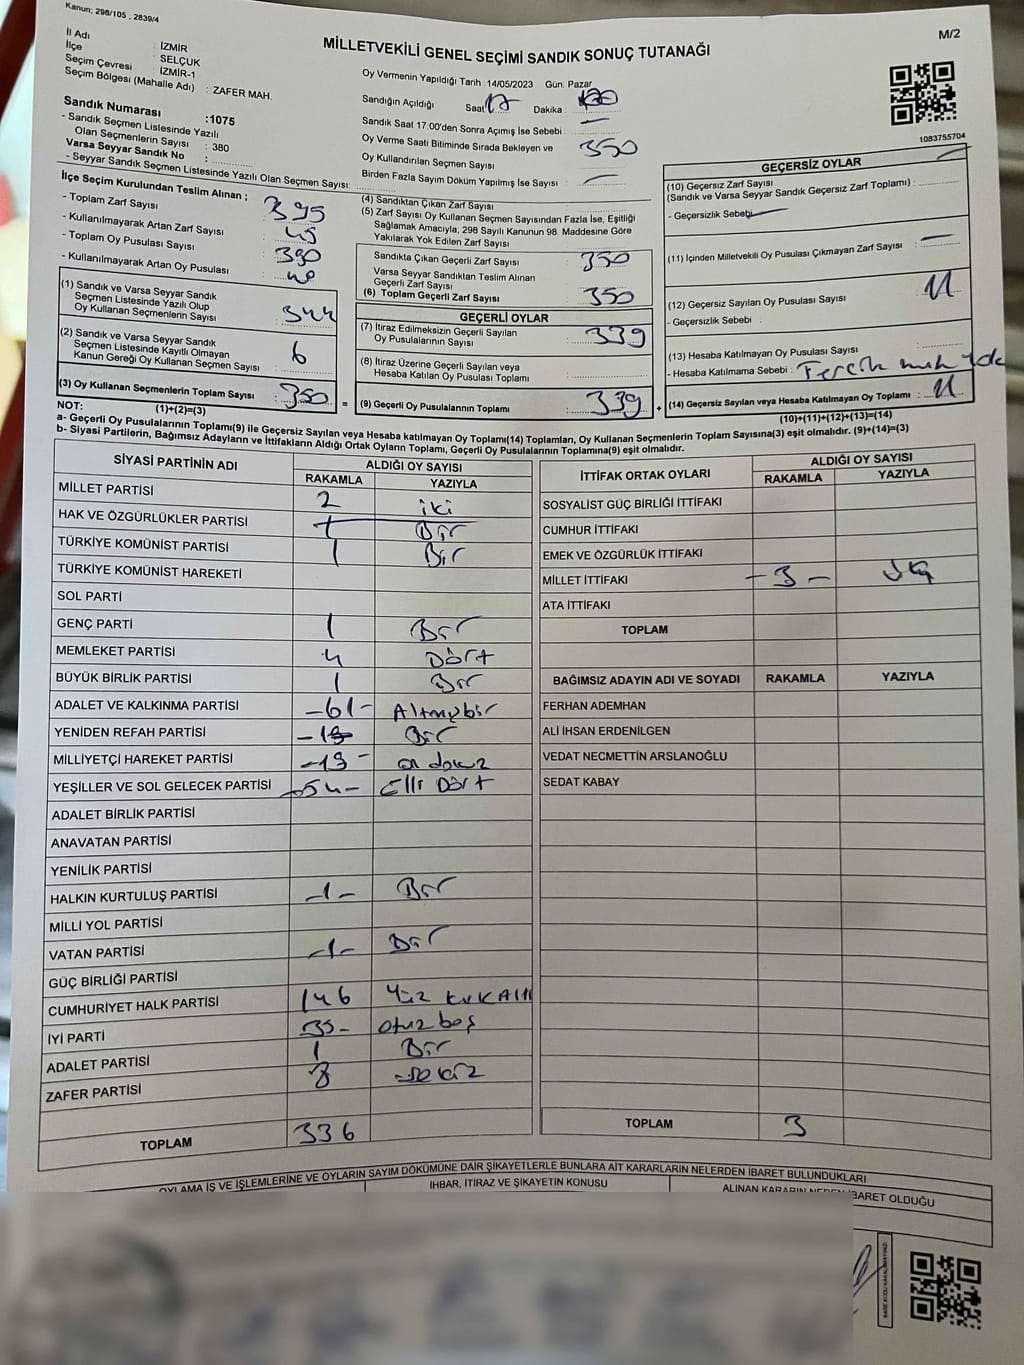 Kanun; 298/105 , 2839/4
M/2
MİLLETVEKİLİ GENEL SEÇİMİ SANDIK SONUÇ TUTANAĞI
İl Adı : İZMİR
İlçe : SELÇUK
Seçim Çevresi : İZMİR-1
Seçim Bölgesi (Mahalle Adı) : ZAFER MAH.
Sandık Numarası :1075
- Sandık Seçmen Listesinde Yazılı
Olan Seçmenlerin Sayısı : 380
Varsa Seyyar Sandık No :
- Seyyar Sandık Seçmen Listesinde Yazılı Olan Seçmen Sayısı:
Oy Vermenin Yapıldığı Tarih :14/05/2023 Gün: Pazar
Sandığın Açıldığı Saat: 17 Dakika :
Sandık Saat 17.00'den Sonra Açımış İse Sebebi : —
Oy Verme Saati Bitiminde Sırada Bekleyen ve
Oy Kullandırılan Seçmen Sayısı : 350
Birden Fazla Sayım Döküm Yapılmış İse Sayısı : —
1083755704
İlçe Seçim Kurulundan Teslim Alınan ;
- Toplam Zarf Sayısı : 395
- Kullanılmayarak Artan Zarf Sayısı : 45
- Toplam Oy Pusulası Sayısı : 390
- Kullanılmayarak Artan Oy Pusulası : 40
(1) Sandık ve Varsa Seyyar Sandık
Seçmen Listesinde Yazılı Olup
Oy Kullanan Seçmenlerin Sayısı : 344
(2) Sandık ve Varsa Seyyar Sandık
Seçmen Listesinde Kayıtlı Olmayan
Kanun Gereği Oy Kullanan Seçmen Sayısı : 6
(3) Oy Kullanan Seçmenlerin Toplam Sayısı : 350
(1)+(2)=(3)
(4) Sandıktan Çıkan Zarf Sayısı :
(5) Zarf Sayısı Oy Kullanan Seçmen Sayısından Fazla İse, Eşitliği
Sağlamak Amacıyla, 298 Sayılı Kanunun 98. Maddesine Göre
Yakılarak Yok Edilen Zarf Sayısı
Sandıkta Çıkan Geçerli Zarf Sayısı : 350
Varsa Seyyar Sandıktan Teslim Alınan
Geçerli Zarf Sayısı :
(6) Toplam Geçerli Zarf Sayısı : 350
GEÇERLİ OYLAR
(7) İtiraz Edilmeksizin Geçerli Sayılan
Oy Pusulalarının Sayısı : 339
(8) İtiraz Üzerine Geçerli Sayılan veya
Hesaba Katılan Oy Pusulaları Toplamı :
= (9) Geçerli Oy Pusulalarının Toplamı : 339 +
GEÇERSİZ OYLAR
(10) Geçersiz Zarf Sayısı
(Sandık ve Varsa Seyyar Sandık Geçersiz Zarf Toplamı) :
- Geçersizlik Sebebi —
(11) İçinden Milletvekili Oy Pusulası Çıkmayan Zarf Sayısı : —
(12) Geçersiz Sayılan Oy Pusulası Sayısı : 11
- Geçersizlik Sebebi :
(13) Hesaba Katılmayan Oy Pusulası Sayısı :
- Hesaba Katılmama Sebebi : Tercih
(14) Geçersiz Sayılan veya Hesaba Katılmayan Oy Toplamı : 11
(10)+(11)+(12)+(13)=(14)
NOT:
a- Geçerli Oy Pusulalarının Toplamı(9) ile Geçersiz Sayılan veya Hesaba katılmayan Oy Toplamı(14) Toplamları, Oy Kullanan Seçmenlerin Toplam Sayısına(3) eşit olmalıdır. (9)+(14)=(3)
b- Siyasi Partilerin, Bağımsız Adayların ve İttifakların Aldığı Ortak Oyların Toplamı, Geçerli Oy Pusulalarının Toplamına(9) eşit olmalıdır.
SİYASİ PARTİNİN ADI ALDIĞI OY SAYISI
RAKAMLA YAZIYLA
MİLLET PARTİSİ 2 iki
HAK VE ÖZGÜRLÜKLER PARTİSİ 1 Bir
TÜRKİYE KOMÜNİST PARTİSİ 1 Bir
TÜRKİYE KOMÜNİST HAREKETİ
SOL PARTİ
GENÇ PARTİ 1 Bir
MEMLEKET PARTİSİ 4 Dört
BÜYÜK BİRLİK PARTİSİ 1 Bir
ADALET VE KALKINMA PARTİSİ -61- Altmışbir
YENİDEN REFAH PARTİSİ Bir
MİLLİYETÇİ HAREKET PARTİSİ -19- on dokuz
YEŞİLLER VE SOL GELECEK PARTİSİ -54- Elli Dört
ADALET BİRLİK PARTİSİ
ANAVATAN PARTİSİ
YENİLİK PARTİSİ
HALKIN KURTULUŞ PARTİSİ -1- Bir
MİLLİ YOL PARTİSİ
VATAN PARTİSİ -1- Bir
GÜÇ BİRLİĞİ PARTİSİ
CUMHURİYET HALK PARTİSİ 146 Yüz kırk Altı
İYİ PARTİ 35- otuz beş
ADALET PARTİSİ 1 Bir
ZAFER PARTİSİ 8 -sekiz
TOPLAM 336
İTTİFAK ORTAK OYLARI ALDIĞI OY SAYISI
RAKAMLA YAZIYLA
SOSYALİST GÜÇ BİRLİĞİ İTTİFAKI
CUMHUR İTTİFAKI
EMEK VE ÖZGÜRLÜK İTTİFAKI
MİLLET İTTİFAKI -3- üç
ATA İTTİFAKI
TOPLAM
BAĞIMSIZ ADAYIN ADI VE SOYADI RAKAMLA YAZIYLA
FERHAN ADEMHAN
ALİ İHSAN ERDENİLGEN
VEDAT NECMETTİN ARSLANOĞLU
SEDAT KABAY
TOPLAM 3
OYLAMA İŞ VE İŞLEMLERİNE VE OYLARIN SAYIM DÖKÜMÜNE DAİR ŞİKAYETLERLE BUNLARA AİT KARARLARIN NELERDEN İBARET BULUNDUKLARI
İHBAR, İTİRAZ VE ŞİKAYETİN KONUSU
ALINAN KARARIN NEDEN İBARET OLDUĞU